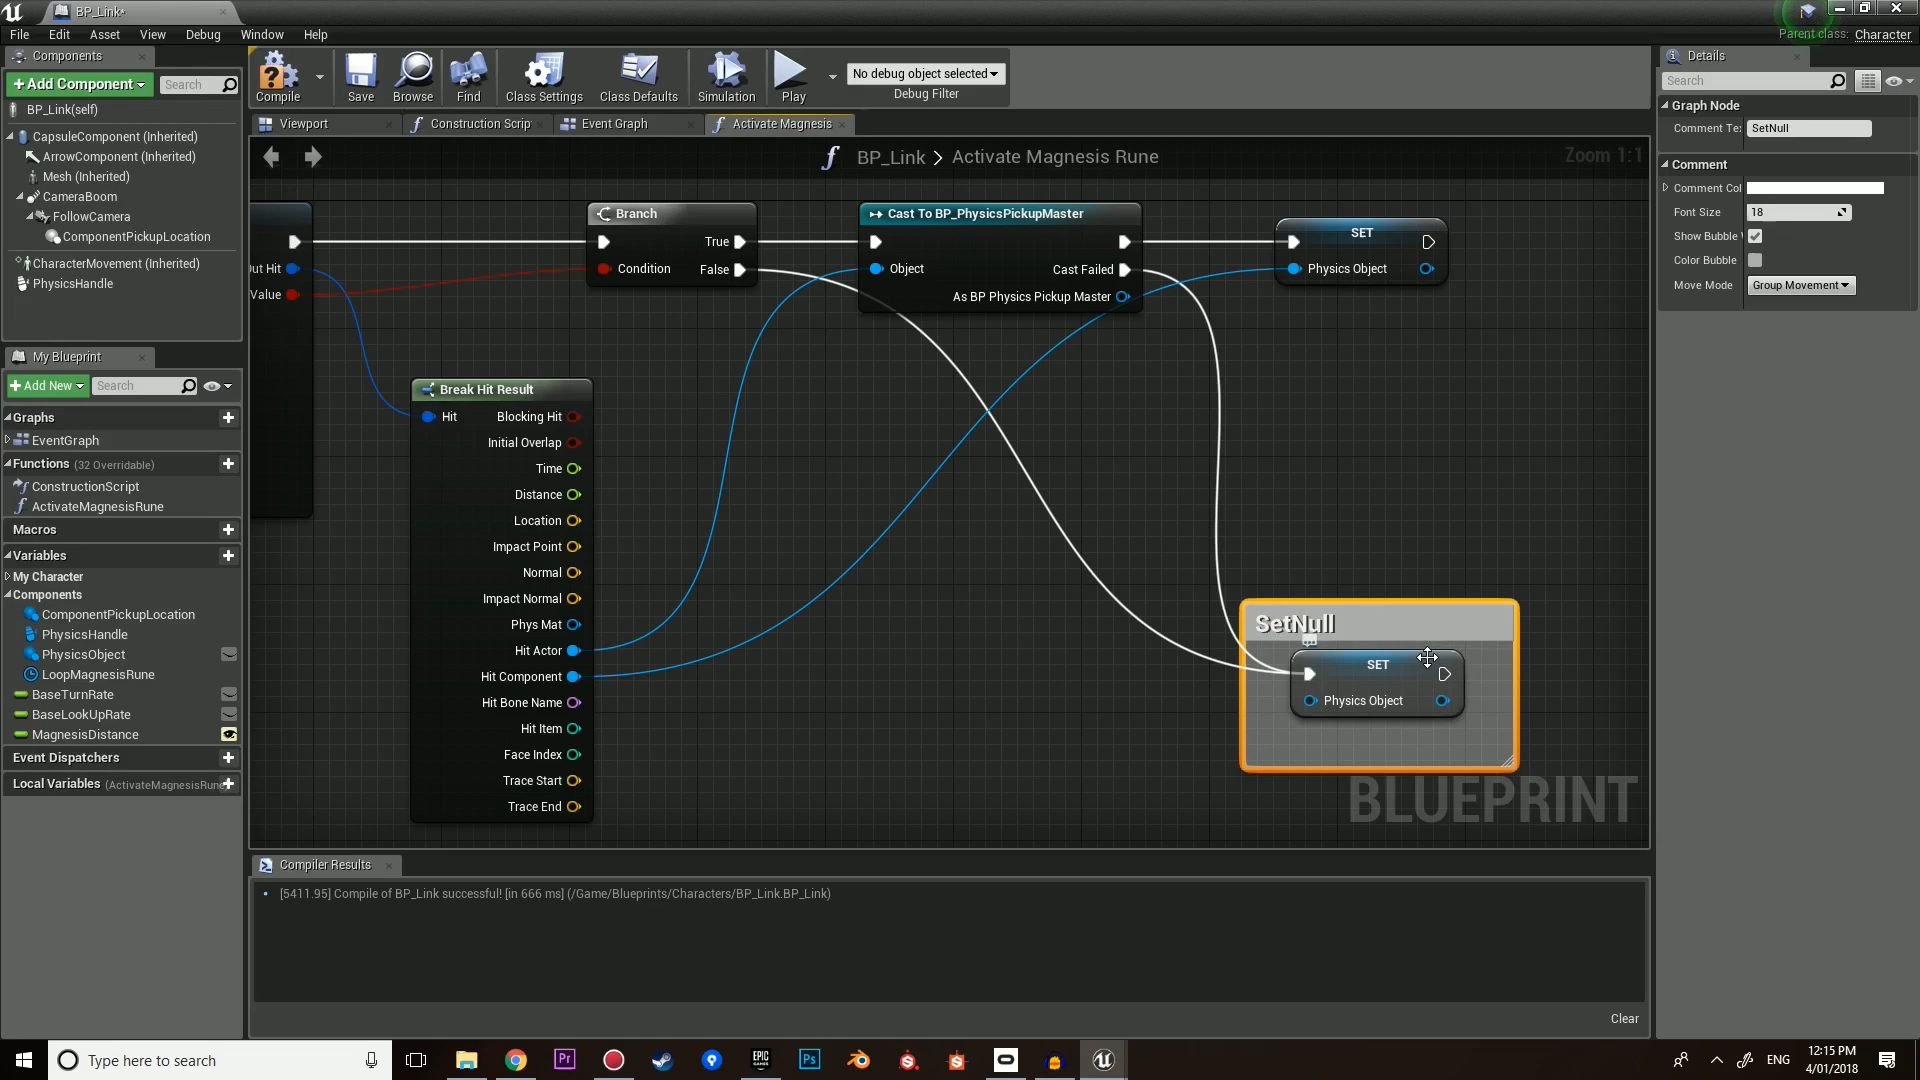 BP_Link•
File Edit Asset View Debug Window Help
Parent class: Character
Components
+Add Component
Search
BP_Link(self)
CapsuleComponent (Inherited)
ArrowComponent (Inherited)
Mesh (Inherited)
CameraBoom
FollowCamera
ComponentPickupLocation
CharacterMovement (Inherited)
PhysicsHandle
My Blueprint
+Add New
Search
Graphs
EventGraph
Functions (32 Overridable)
ConstructionScript
ActivateMagnesisRune
Macros
Variables
My Character
Components
ComponentPickupLocation
PhysicsHandle
PhysicsObject
LoopMagnesisRune
BaseTurnRate
BaseLookUpRate
MagnesisDistance
Event Dispatchers
Local Variables (ActivateMagnesisRune
Compile
Save
Browse
Find
Class Settings
Class Defaults
Simulation
Play
No debug object selected
Debug Filter
Viewport
Construction Scrip
Event Graph
Activate Magnesis
BP_Link > Activate Magnesis Rune
Zoom 1:1
ut Hit
Value
Branch
True
Condition
False
Cast To BP_PhysicsPickupMaster
Object
Cast Failed
As BP Physics Pickup Master
SET
Physics Object
Break Hit Result
Hit
Blocking Hit
Initial Overlap
Time
Distance
Location
Impact Point
Normal
Impact Normal
Phys Mat
Hit Actor
Hit Component
Hit Bone Name
Hit Item
Face Index
Trace Start
Trace End
SetNull
SET
Physics Object
BLUEPRINT
Compiler Results
• [5411.95] Compile of BP_Link successful! [in 666 ms] (/Game/Blueprints/Characters/BP_Link.BP_Link)
Clear
Details
Search
Graph Node
Comment Te: SetNull
Comment
Comment Col
Font Size 18
Show Bubble
Color Bubble
Move Mode Group Movement
Type here to search
Pr
EPIC GAMES
Ps
ENG
12:15 PM
4/01/2018